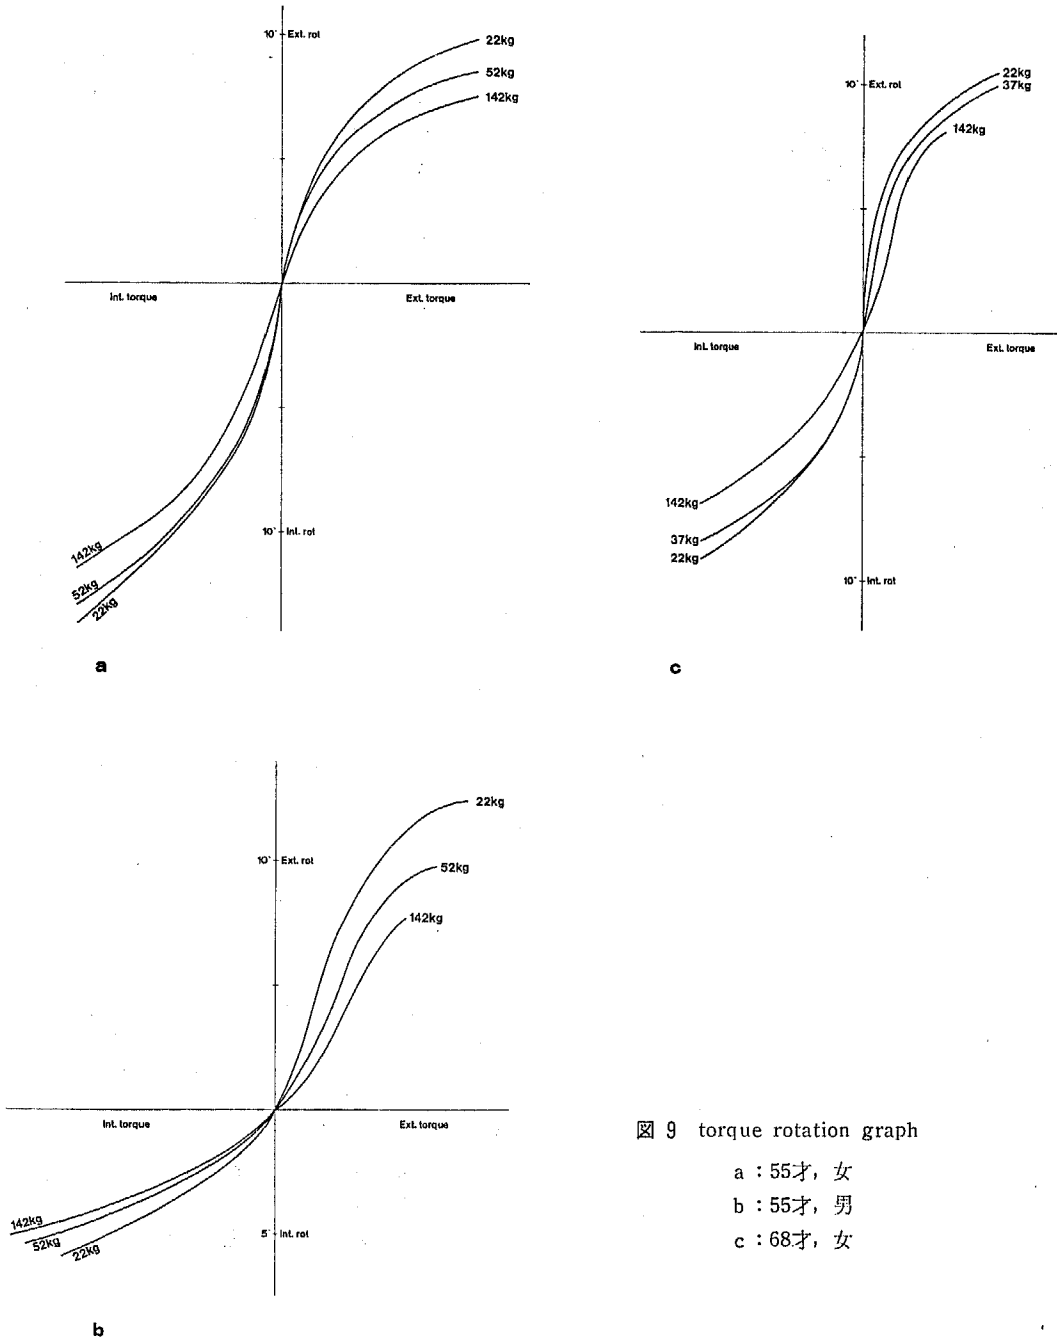 10° Ext. rot
22kg
52kg
142kg
Int. torque
Ext. torque
10° Int. rot
142kg
52kg
22kg
a
10° Ext. rot
22kg
37kg
142kg
Int. torque
Ext. torque
142kg
37kg
22kg
10° Int. rot
c
22kg
10° Ext. rot
52kg
142kg
Int. torque
Ext. torque
142kg
52kg
22kg
5° Int. rot
b
図 9 torque rotation graph
a : 55才, 女
b : 55才, 男
c : 68才, 女